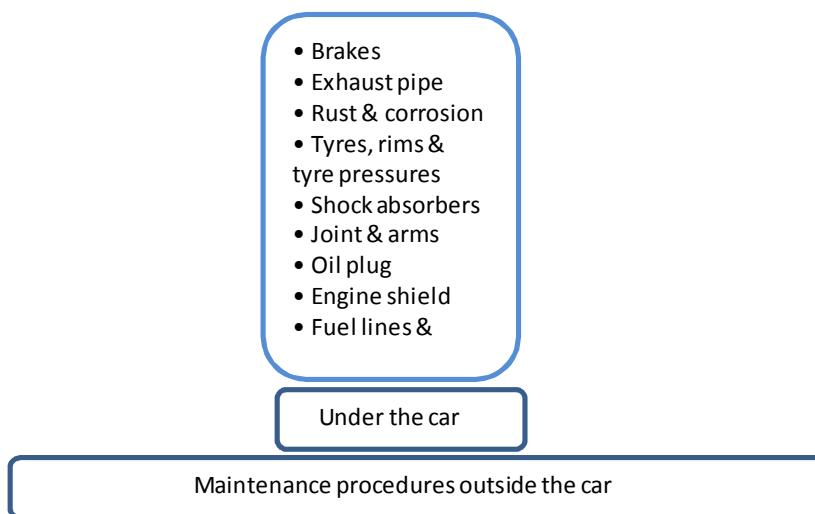 • Brakes
• Exhaust pipe
• Rust & corrosion
• Tyres, rims &
tyre pressures
• Shock absorbers
• Joint & arms
• Oil plug
• Engine shield
• Fuel lines &
Under the car
Maintenance procedures outside the car